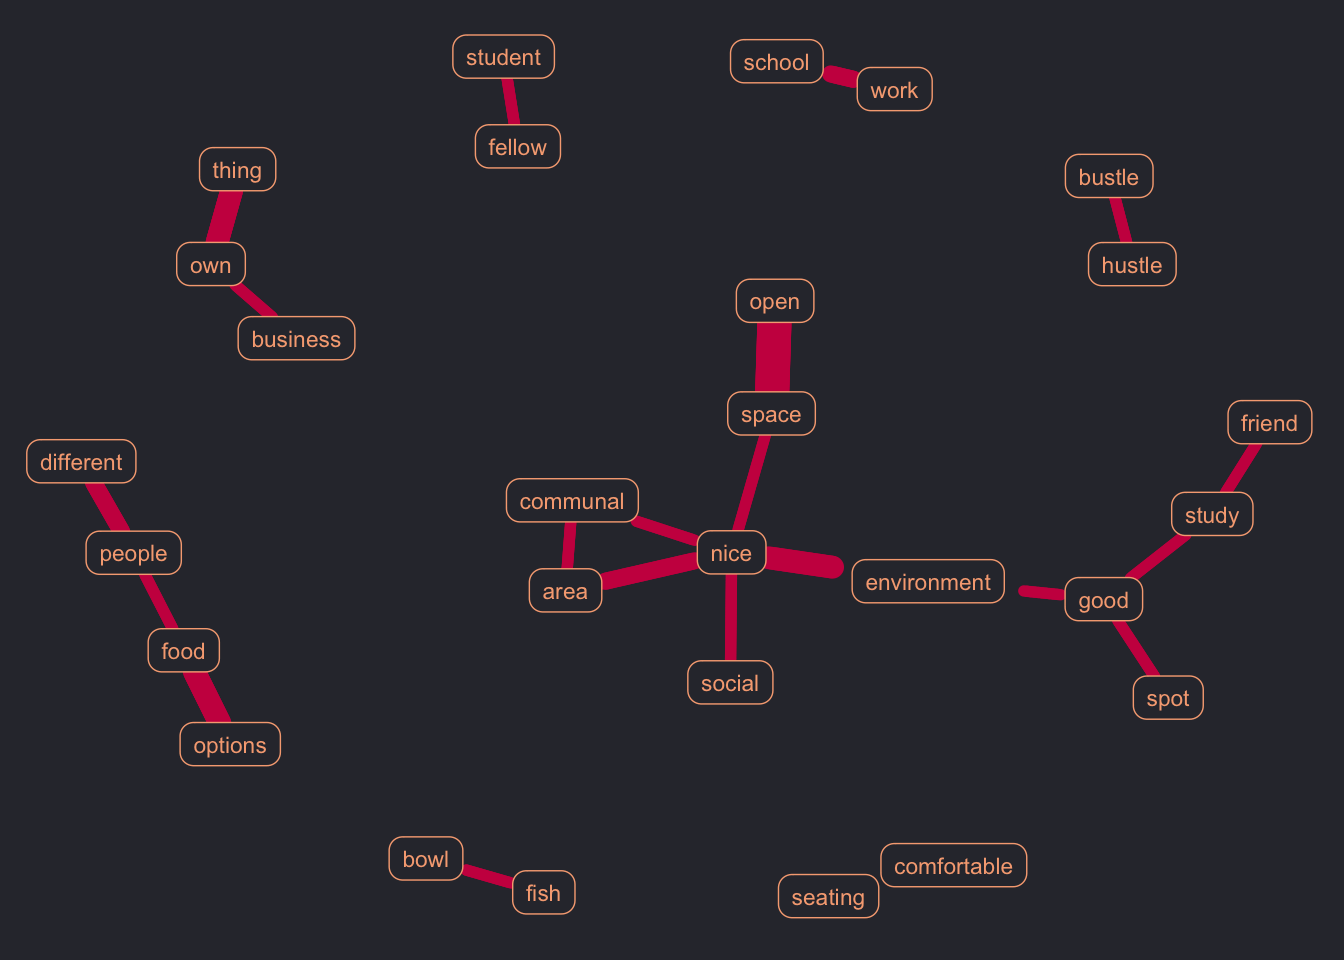 student
school
work
fellow
thing
bustle
own
hustle
open
business
space
friend
different
communal
study
people
nice
environment
area
good
food
social
spot
options
bowl
comfortable
fish
seating